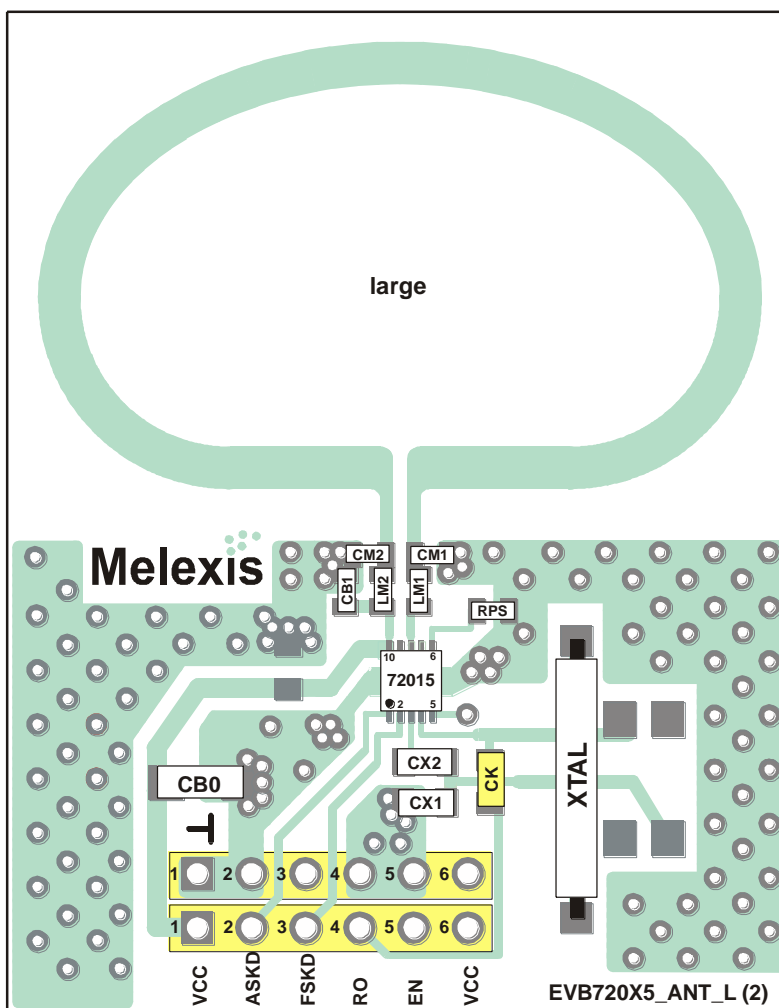 large
Melexis
CM2 CM1
CB1 LM2 LM1 RPS
10 6
72015
2 5
CB0 CX2 CX1 CK XTAL
1 2 3 4 5 6
1 2 3 4 5 6
VCC ASKD FSKD RO EN VCC
EVB720X5_ANT_L (2)